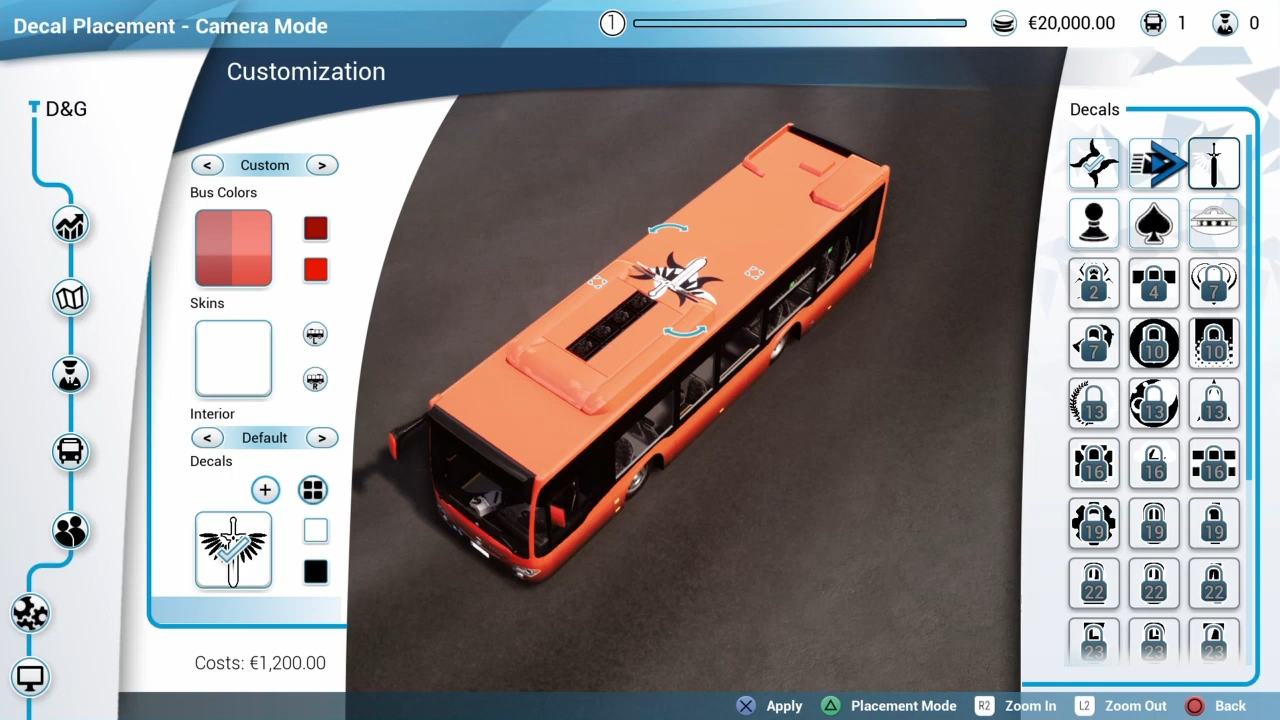 Decal Placement - Camera Mode
1
€20,000.00
1
0
Customization
D&G
< Custom >
Bus Colors
Skins
L
R
Interior
< Default >
Decals
+
Costs: €1,200.00
Decals
2 4 7
7 10 10
13 13 13
16 16 16
19 19 19
22 22 22
23 23 23
Apply
Placement Mode
R2 Zoom In
L2 Zoom Out
Back